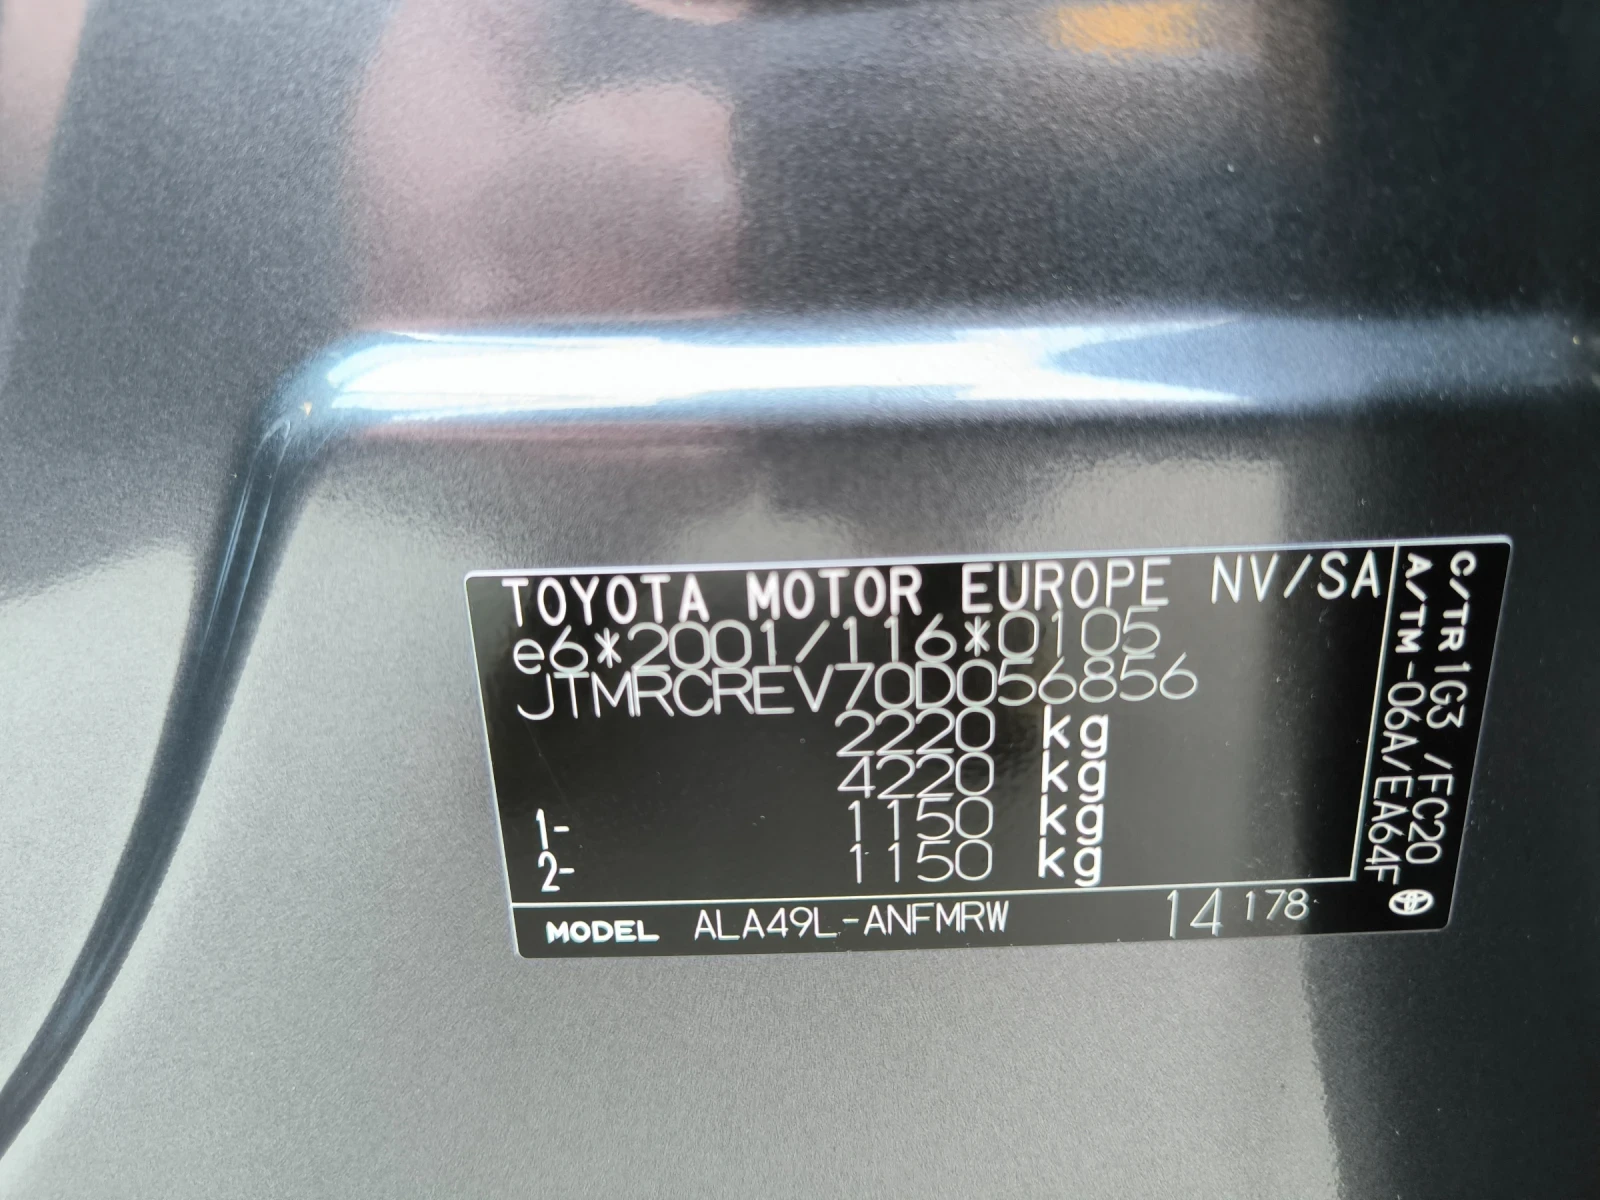 TOYOTA MOTOR EUROPE NV/SA
e6*2001/116*0105
JTMRCREV70D056856
2220 kg
4220 kg
1- 1150 kg
2- 1150 kg
MODEL ALA49L-ANFMRW 14 178
C/TR 1G3 /FC20
A/TM-06A/EA64F